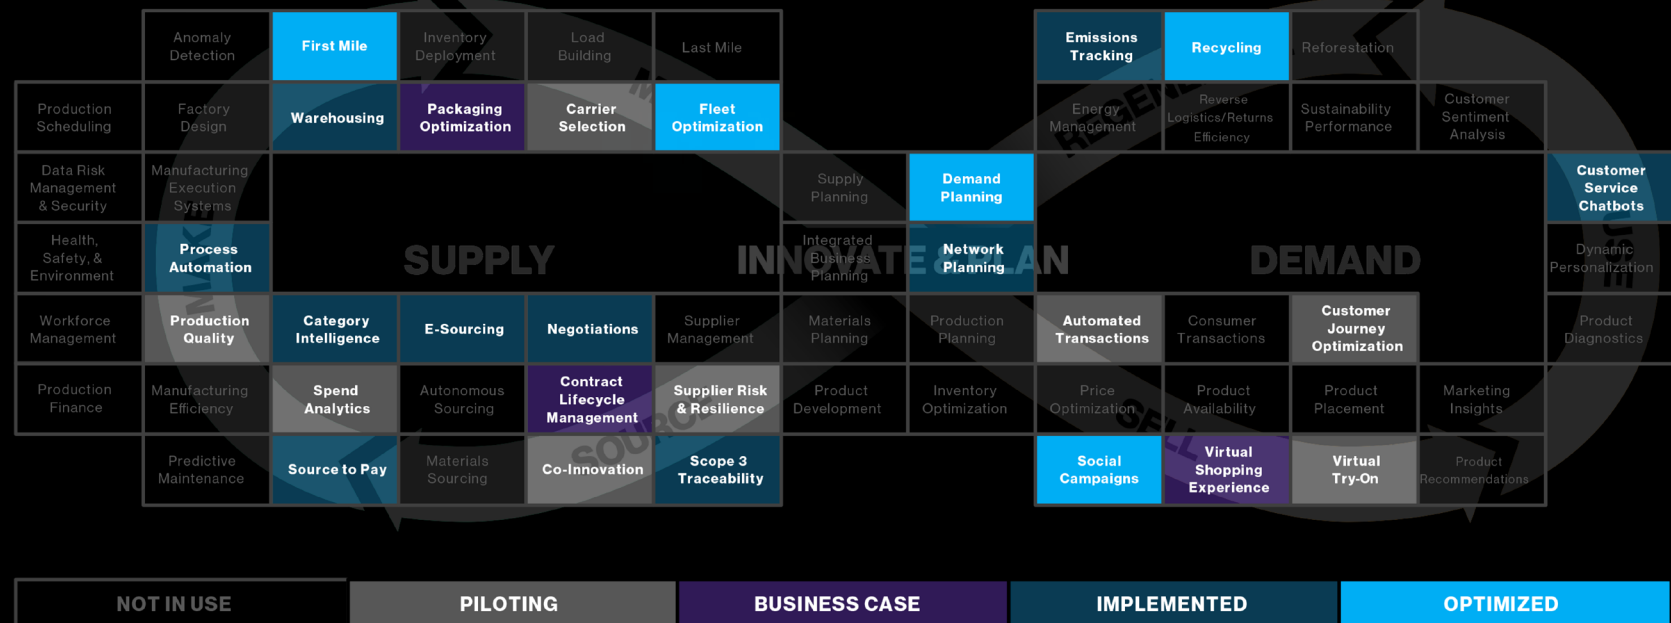 Anomaly
Detection
First Mile
Inventory
Deployment
Load
Building
Last Mile
Emissions
Tracking
Recycling
Reforestation
Production
Scheduling
Factory
Design
Warehousing
Packaging
Optimization
Carrier
Selection
Fleet
Optimization
Energy
Management
Reverse
Logistics/Returns
Efficiency
Sustainability
Performance
Customer
Sentiment
Analysis
Data Risk
Management
& Security
Manufacturing
Execution
Systems
Supply
Planning
Demand
Planning
Customer
Service
Chatbots
Health,
Safety, &
Environment
Process
Automation
Integrated
Business
Planning
Network
Planning
Dynamic
Personalization
MAKE
SUPPLY
INNOVATE & PLAN
DEMAND
USE
Workforce
Management
Production
Quality
Category
Intelligence
E-Sourcing
Negotiations
Supplier
Management
Materials
Planning
Production
Planning
Automated
Transactions
Consumer
Transactions
Customer
Journey
Optimization
Product
Diagnostics
Production
Finance
Manufacturing
Efficiency
Spend
Analytics
Autonomous
Sourcing
Contract
Lifecycle
Management
Supplier Risk
& Resilience
Product
Development
Inventory
Optimization
Price
Optimization
Product
Availability
Product
Placement
Marketing
Insights
SOURCE
SELL
Predictive
Maintenance
Source to Pay
Materials
Sourcing
Co-Innovation
Scope 3
Traceability
Social
Campaigns
Virtual
Shopping
Experience
Virtual
Try-On
Product
Recommendations
NOT IN USE
PILOTING
BUSINESS CASE
IMPLEMENTED
OPTIMIZED